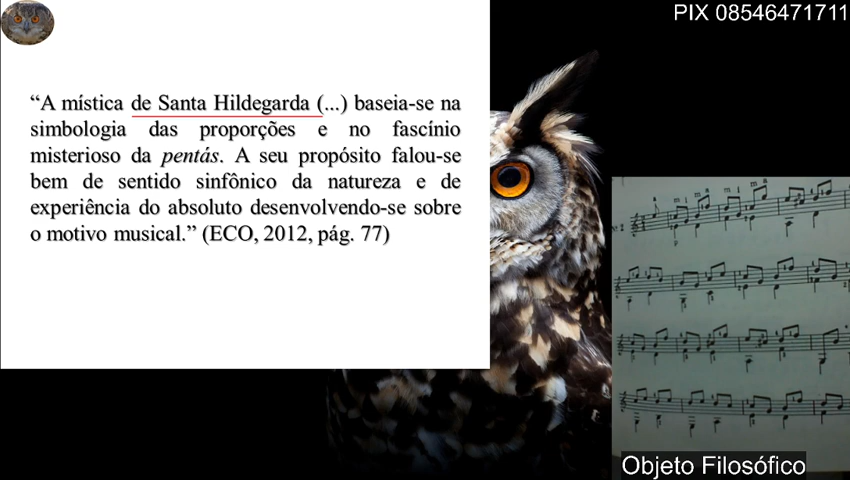 PIX 08546471711
“A mística de Santa Hildegarda (...) baseia-se na
simbologia das proporções e no fascínio
misterioso da pentás. A seu propósito falou-se
bem de sentido sinfônico da natureza e de
experiência do absoluto desenvolvendo-se sobre
o motivo musical.” (ECO, 2012, pág. 77)
Objeto Filosófico